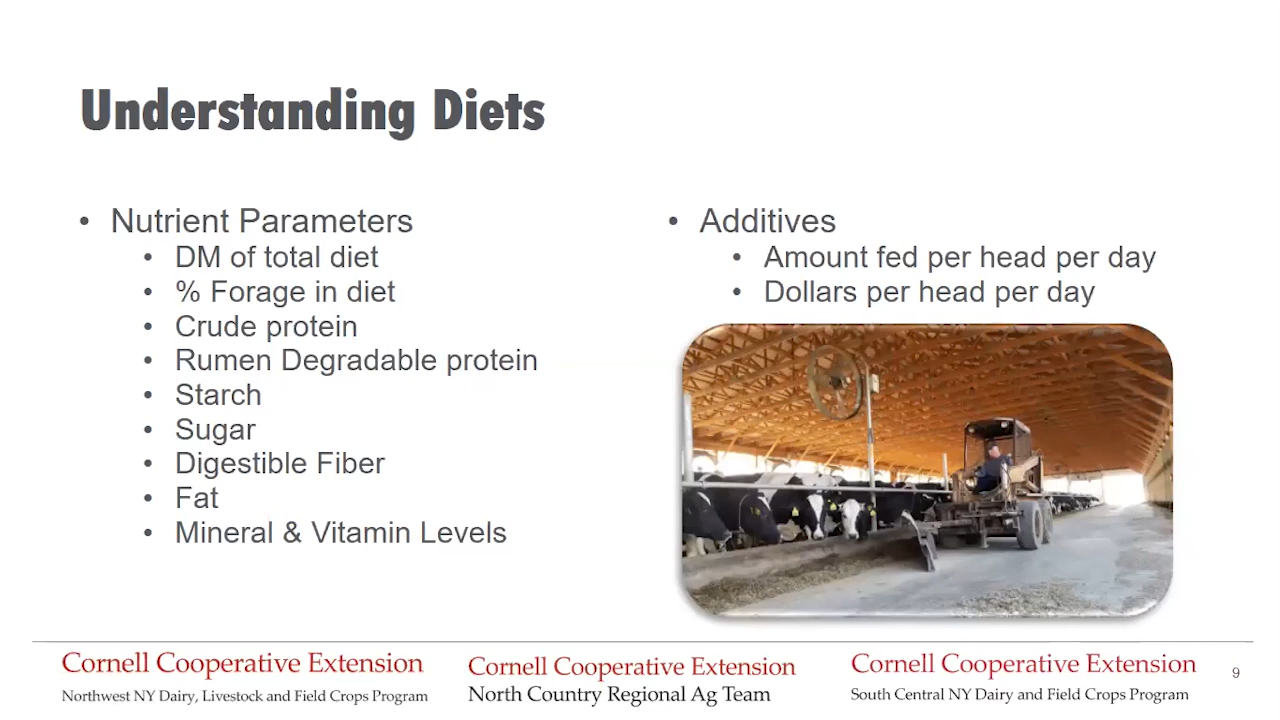 Understanding Diets
• Nutrient Parameters
• DM of total diet
• % Forage in diet
• Crude protein
• Rumen Degradable protein
• Starch
• Sugar
• Digestible Fiber
• Fat
• Mineral & Vitamin Levels
• Additives
• Amount fed per head per day
• Dollars per head per day
Cornell Cooperative Extension
Northwest NY Dairy, Livestock and Field Crops Program
Cornell Cooperative Extension
North Country Regional Ag Team
Cornell Cooperative Extension
South Central NY Dairy and Field Crops Program
9